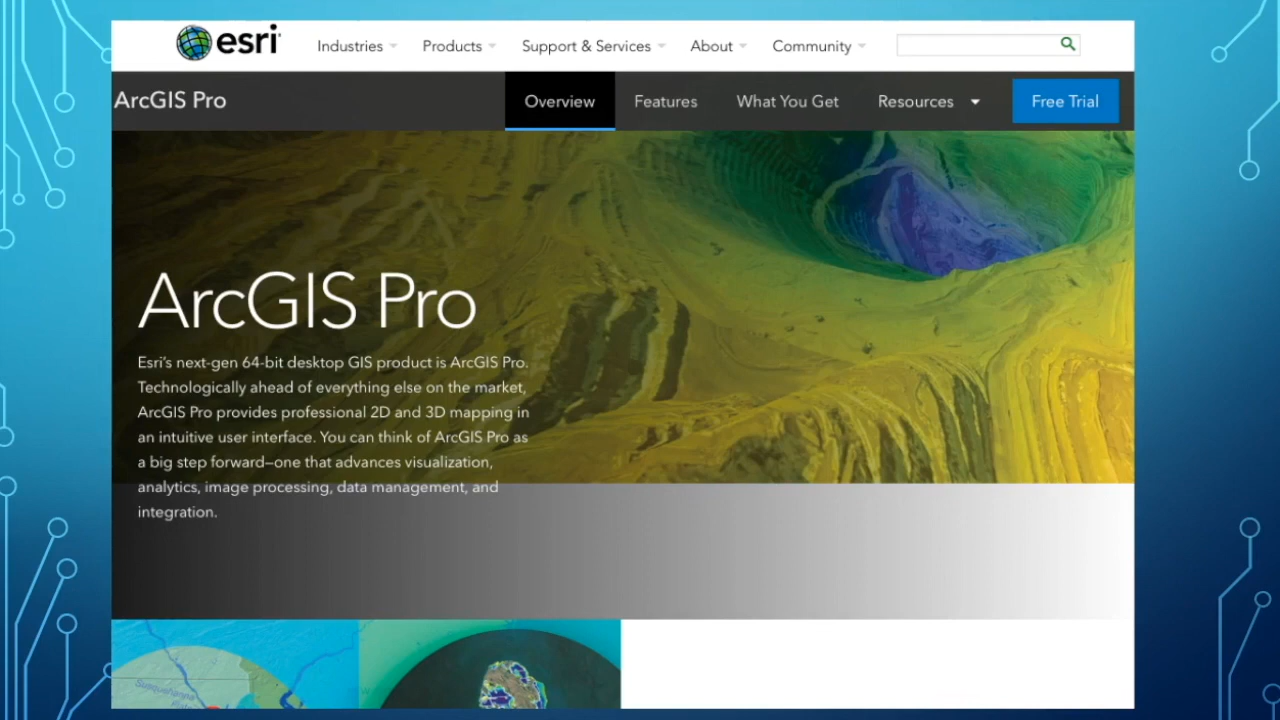 esri
Industries Products Support & Services About Community
ArcGIS Pro Overview Features What You Get Resources Free Trial
ArcGIS Pro
Esri's next-gen 64-bit desktop GIS product is ArcGIS Pro.
Technologically ahead of everything else on the market,
ArcGIS Pro provides professional 2D and 3D mapping in
an intuitive user interface. You can think of ArcGIS Pro as
a big step forward—one that advances visualization,
analytics, image processing, data management, and
integration.